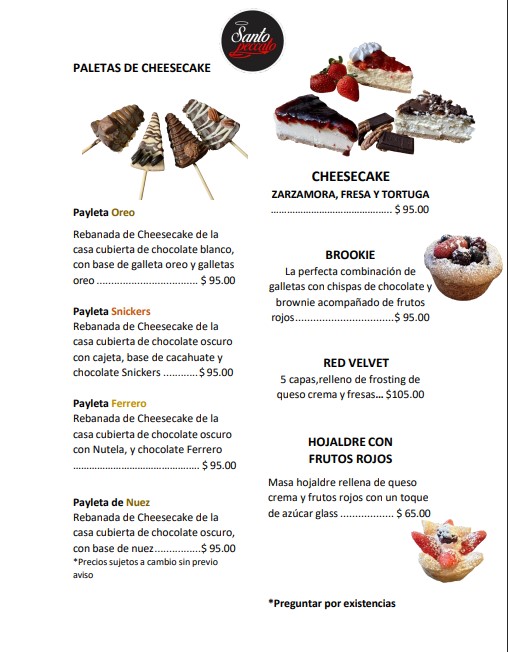 Santo
peccato
PALETAS DE CHEESECAKE
Payleta Oreo
Rebanada de Cheesecake de la
casa cubierta de chocolate blanco,
con base de galleta oreo y galletas
oreo .................................. $ 95.00
Payleta Snickers
Rebanada de Cheesecake de la
casa cubierta de chocolate oscuro
con cajeta, base de cacahuate y
chocolate Snickers ............$ 95.00
Payleta Ferrero
Rebanada de Cheesecake de la
casa cubierta de chocolate oscuro
con Nutela, y chocolate Ferrero
.......................................... $ 95.00
Payleta de Nuez
Rebanada de Cheesecake de la
casa cubierta de chocolate oscuro,
con base de nuez...............$ 95.00
*Precios sujetos a cambio sin previo
aviso
CHEESECAKE
ZARZAMORA, FRESA Y TORTUGA
........................................ $ 95.00
BROOKIE
La perfecta combinación de
galletas con chispas de chocolate y
brownie acompañado de frutos
rojos.................................$ 95.00
RED VELVET
5 capas,relleno de frosting de
queso crema y fresas... $105.00
HOJALDRE CON
FRUTOS ROJOS
Masa hojaldre rellena de queso
crema y frutos rojos con un toque
de azúcar glass .................. $ 65.00
*Preguntar por existencias